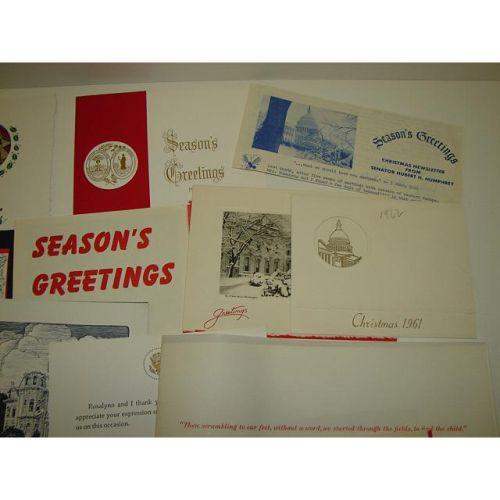 Season's
Greetings
Season's Greetings
CHRISTMAS NEWSLETTER
FROM
SENATOR HUBERT H. HUMPHREY
SEASON'S
GREETINGS
Greetings
1962
Christmas 1961
Rosalynn and I thank
appreciate your expression
us on this occasion.
"Then scrambling to our feet, without a word, we started through the fields, to find the child."